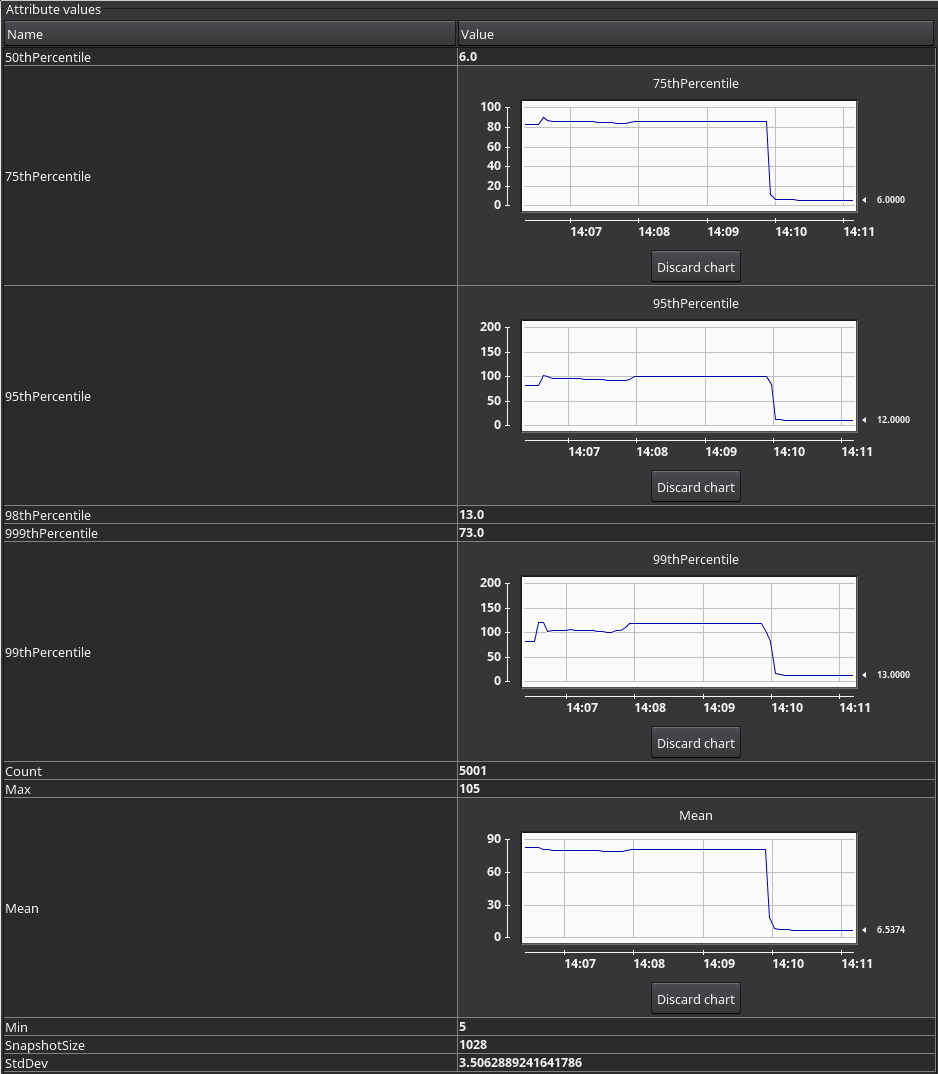 Attribute values
Name Value
50thPercentile 6.0
75thPercentile
75thPercentile
100
80
60
40
20
0
6.0000
14:07 14:08 14:09 14:10 14:11
Discard chart
95thPercentile
95thPercentile
200
150
100
50
0
12.0000
14:07 14:08 14:09 14:10 14:11
Discard chart
98thPercentile 13.0
999thPercentile 73.0
99thPercentile
99thPercentile
200
150
100
50
0
13.0000
14:07 14:08 14:09 14:10 14:11
Discard chart
Count 5001
Max 105
Mean
Mean
90
60
30
0
6.5374
14:07 14:08 14:09 14:10 14:11
Discard chart
Min 5
SnapshotSize 1028
StdDev 3.5062889241641786